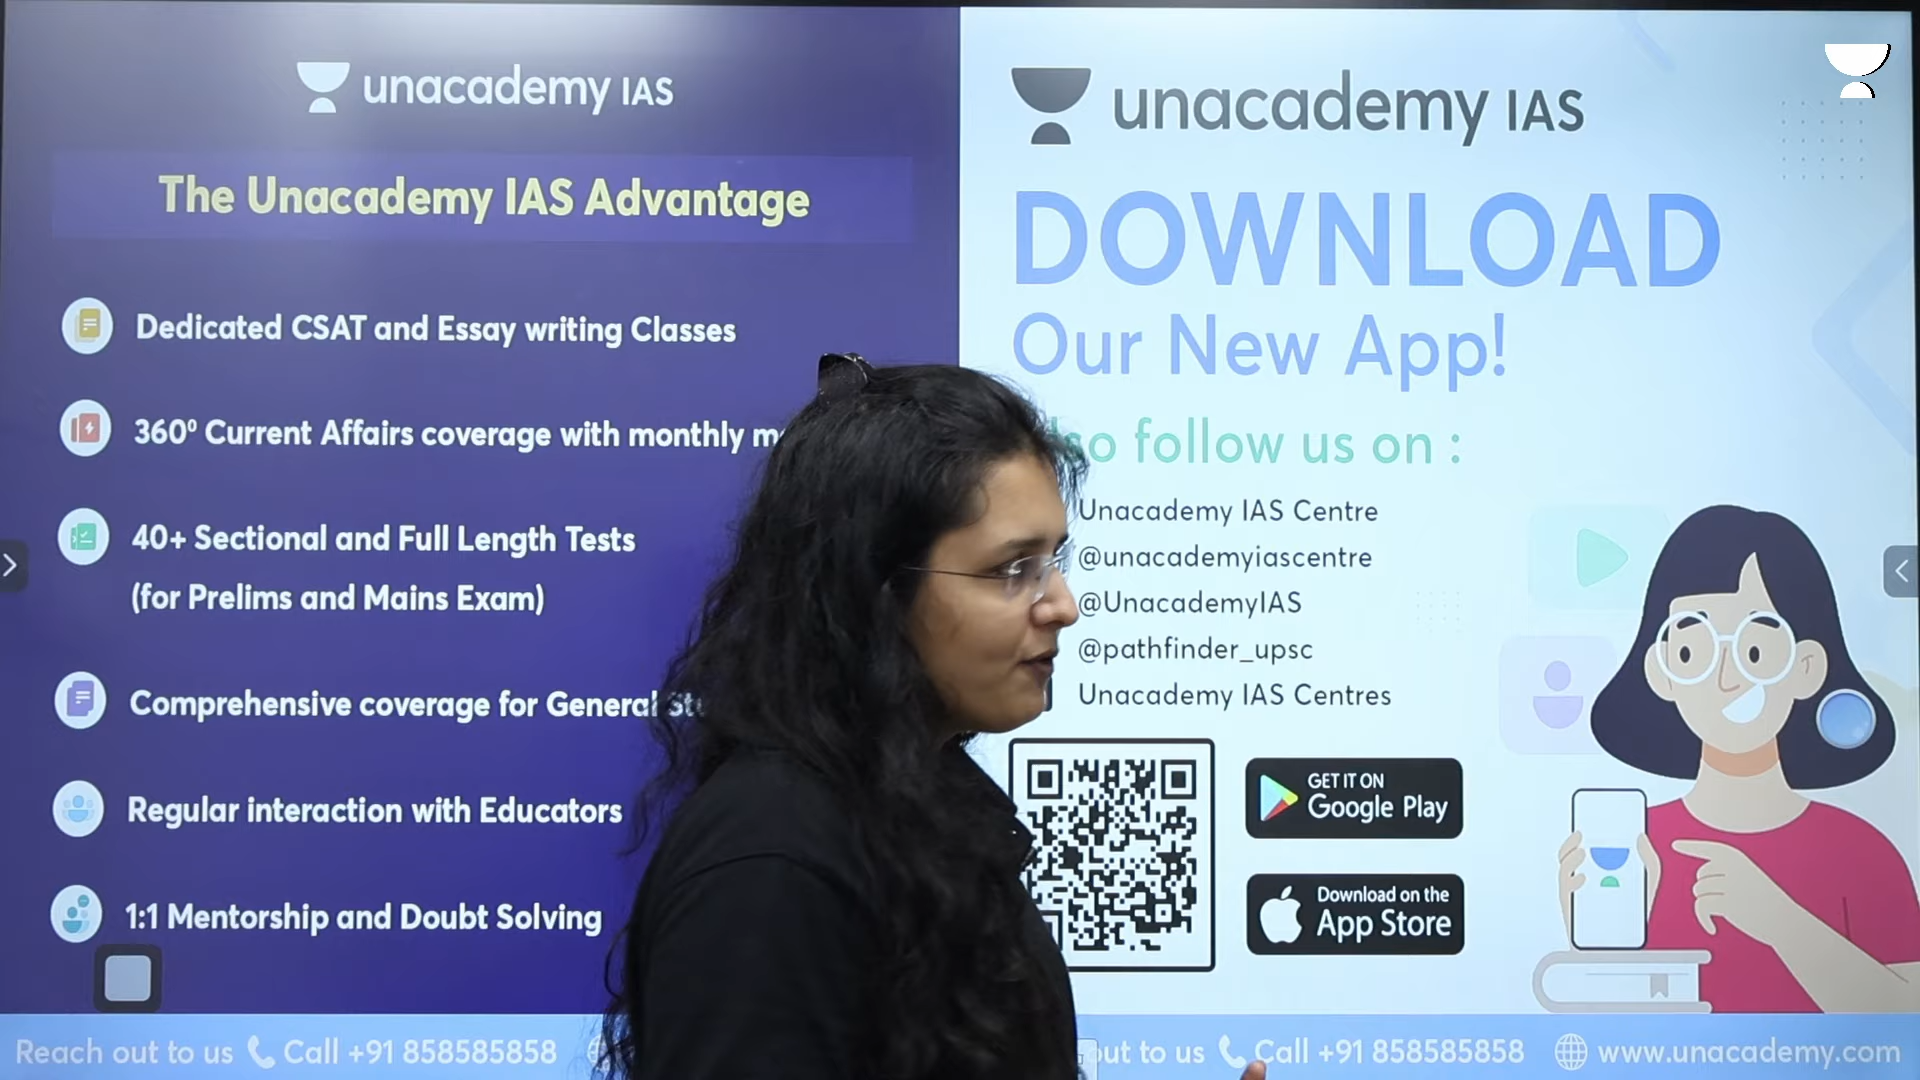 unacademy IAS
The Unacademy IAS Advantage
Dedicated CSAT and Essay writing Classes
360⁰ Current Affairs coverage with monthly
40+ Sectional and Full Length Tests
(for Prelims and Mains Exam)
Comprehensive coverage for General
Regular interaction with Educators
1:1 Mentorship and Doubt Solving
Reach out to us Call +91 858585858
unacademy IAS
DOWNLOAD
Our New App!
follow us on :
Unacademy IAS Centre
@unacademyiascentre
@UnacademyIAS
@pathfinder_upsc
Unacademy IAS Centres
GET IT ON
Google Play
Download on the
App Store
out to us Call +91 858585858 www.unacademy.com